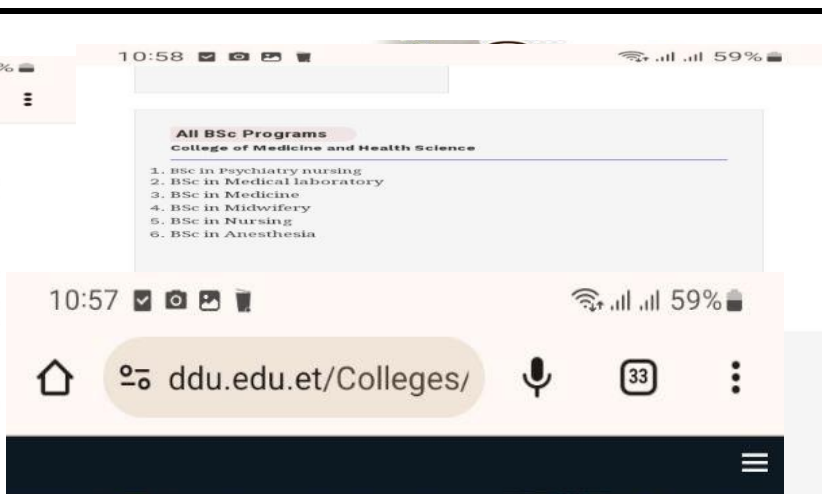 %
10:58 59%
All BSc Programs
College of Medicine and Health Science
1. BSc in Psychiatry nursing
2. BSc in Medical laboratory
3. BSc in Medicine
4. BSc in Midwifery
5. BSc in Nursing
6. BSc in Anesthesia
10:57 59%
ddu.edu.et/Colleges/ 33